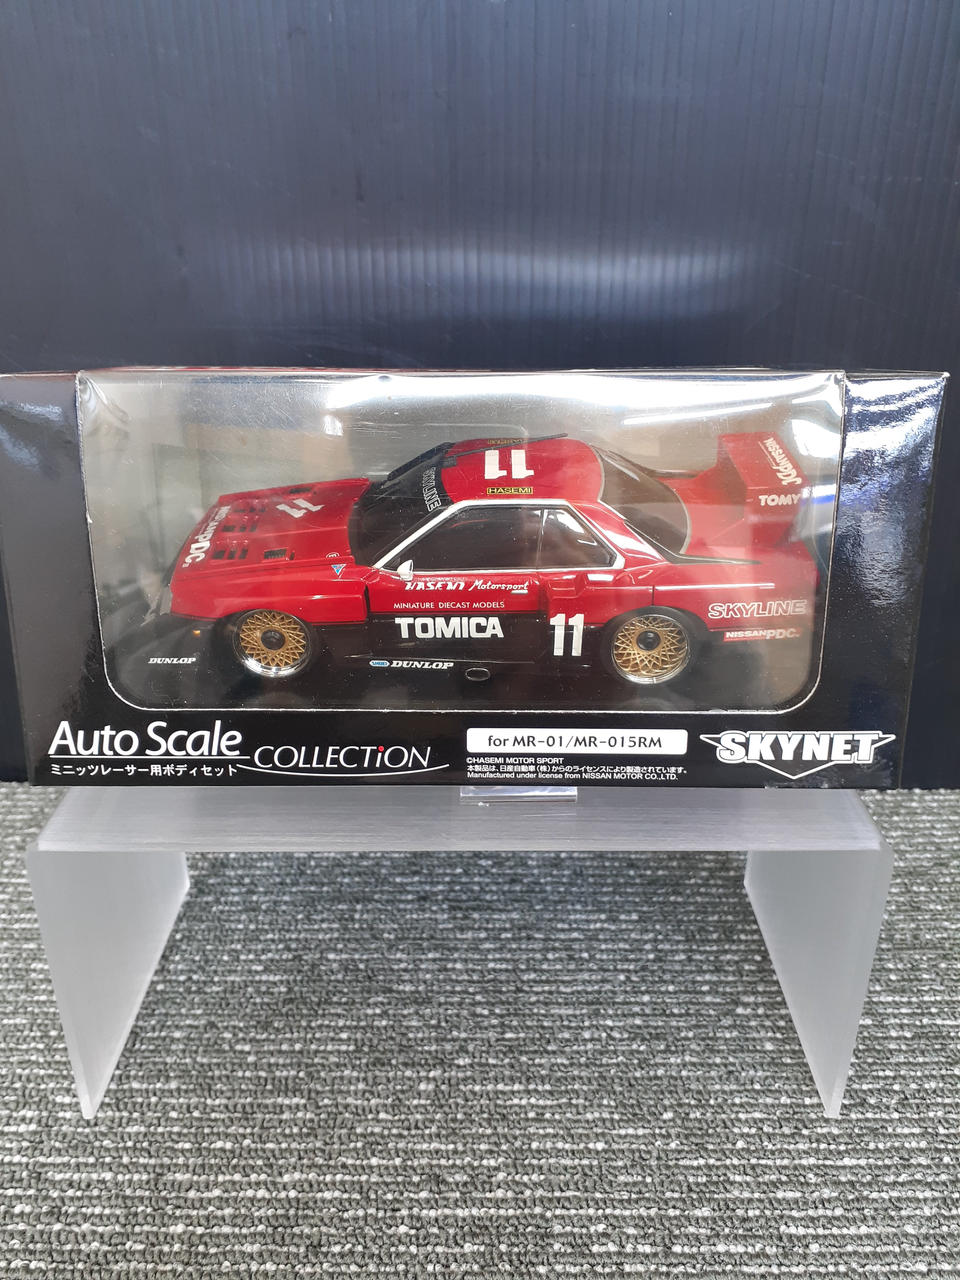 11
HASEMI
SKYLINE
11
NISSAN PDC.
TOMY
HASEMI Motorsport
MINIATURE DIECAST MODELS
TOMICA
11
SKYLINE
NISSAN PDC.
DUNLOP
DUNLOP
Auto Scale
COLLECTiON
ミニッツレーサー用ボディセット
for MR-01/MR-015RM
©HASEMI MOTOR SPORT
本製品は、日産自動車(株)からのライセンスにより製造されています。
Manufactured under license from NISSAN MOTOR CO.,LTD.
SKYNET